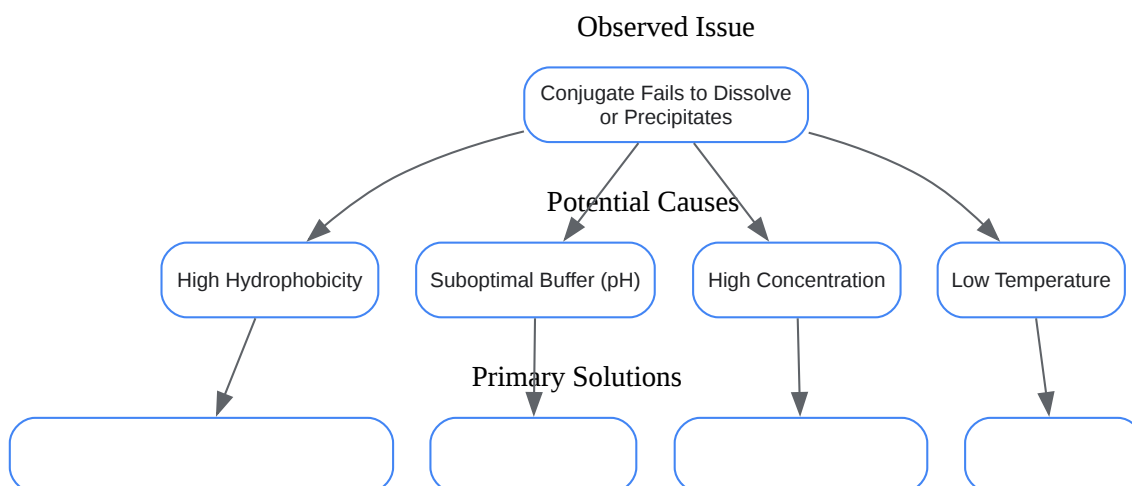 Observed Issue
Conjugate Fails to Dissolve
or Precipitates
Potential Causes
High Hydrophobicity
Suboptimal Buffer (pH)
High Concentration
Low Temperature
Primary Solutions